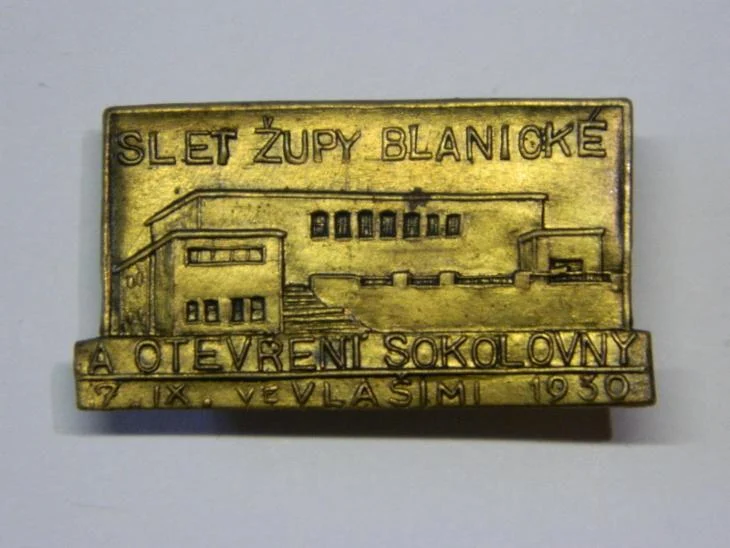 SLET ŽUPY BLANICKÉ
A OTEVŘENÍ SOKOLOVNY
7. IX. VE VLAŠIMI 1930